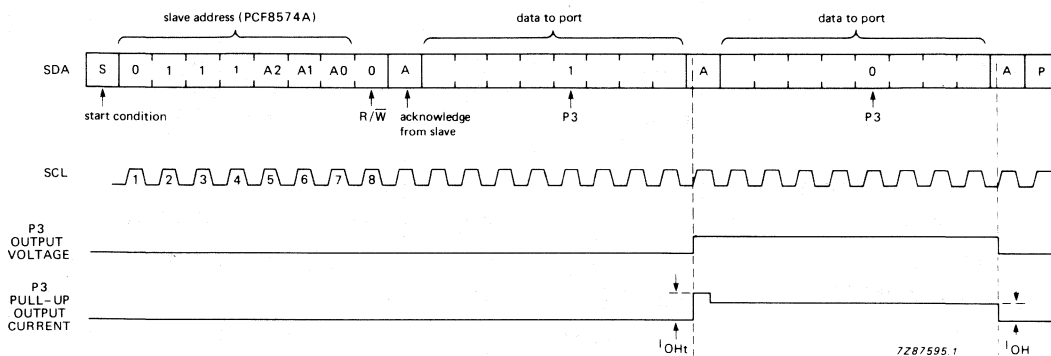 slave address (PCF8574A)
data to port
data to port
SDA
S 0 1 1 1 A2 A1 A0 0 A 1 A 0 A P
start condition
R/W̅
acknowledge
from slave
P3
P3
SCL
1 2 3 4 5 6 7 8
P3
OUTPUT
VOLTAGE
P3
PULL-UP
OUTPUT
CURRENT
IOHt
7Z87595.1
IOH